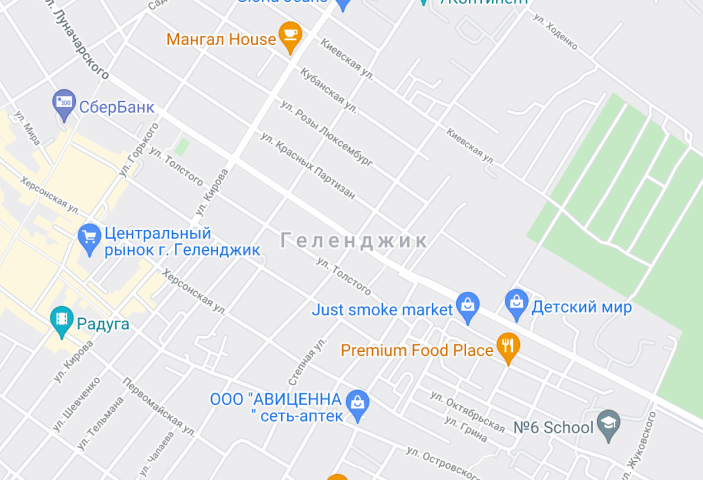 7Континент
ул. Луначарского
ул. Ходенко
Мангал House
Киевская ул.
Кубанская ул.
СберБанк
ул. Мира
ул. Горького
ул. Розы Люксембург
Киевская ул.
ул. Красных Партизан
ул. Толстого
Херсонская ул.
ул. Кирова
Центральный
рынок г. Геленджик
Геленджик
ул. Толстого
Херсонская ул.
Just smoke market
Детский мир
Радуга
Premium Food Place
ул. Кирова
Степная ул.
ул. Шевченко
ул. Тельмана
Первомайская ул.
ООО "АВИЦЕННА
" сеть-аптек
ул. Октябрьская
ул. Грина
№6 School
ул. Чапаева
ул. Островского
ул. Жуковского